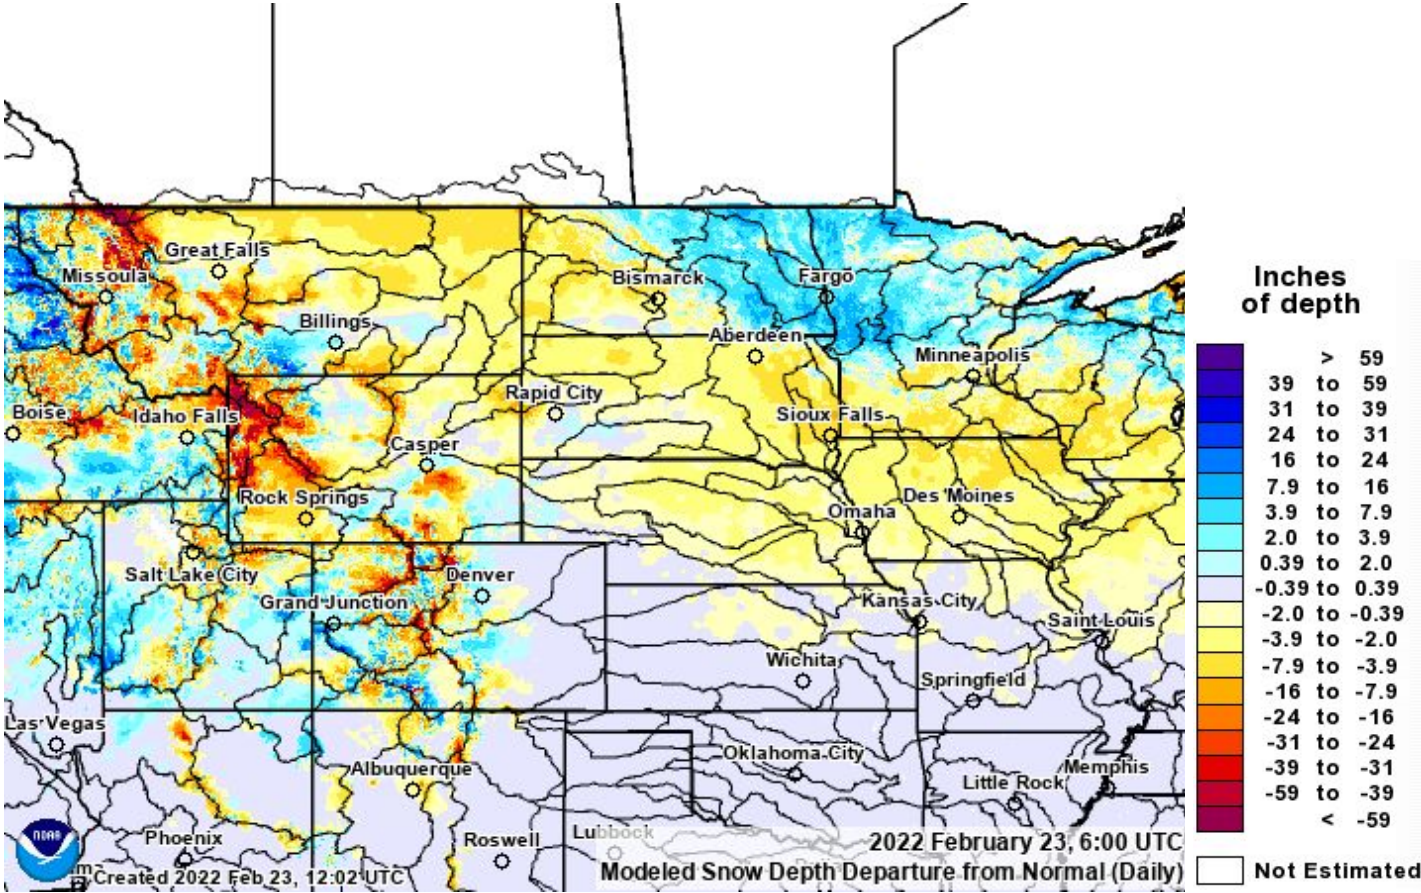 Great Falls
Missoula
Bismarck
Fargo
Billings
Aberdeen
Minneapolis
Rapid City
Boise
Idaho Falls
Sioux Falls
Casper
Rock Springs
Des Moines
Omaha
Salt Lake City
Denver
Grand Junction
Kansas City
Saint Louis
Wichita
Springfield
Las Vegas
Oklahoma City
Albuquerque
Memphis
Little Rock
Phoenix
Roswell
Lubbock
NOAA
Created 2022 Feb 23, 12:02 UTC
2022 February 23, 6:00 UTC
Modeled Snow Depth Departure from Normal (Daily)
Inches
of depth
> 59
39 to 59
31 to 39
24 to 31
16 to 24
7.9 to 16
3.9 to 7.9
2.0 to 3.9
0.39 to 2.0
-0.39 to 0.39
-2.0 to -0.39
-3.9 to -2.0
-7.9 to -3.9
-16 to -7.9
-24 to -16
-31 to -24
-39 to -31
-59 to -39
< -59
Not Estimated